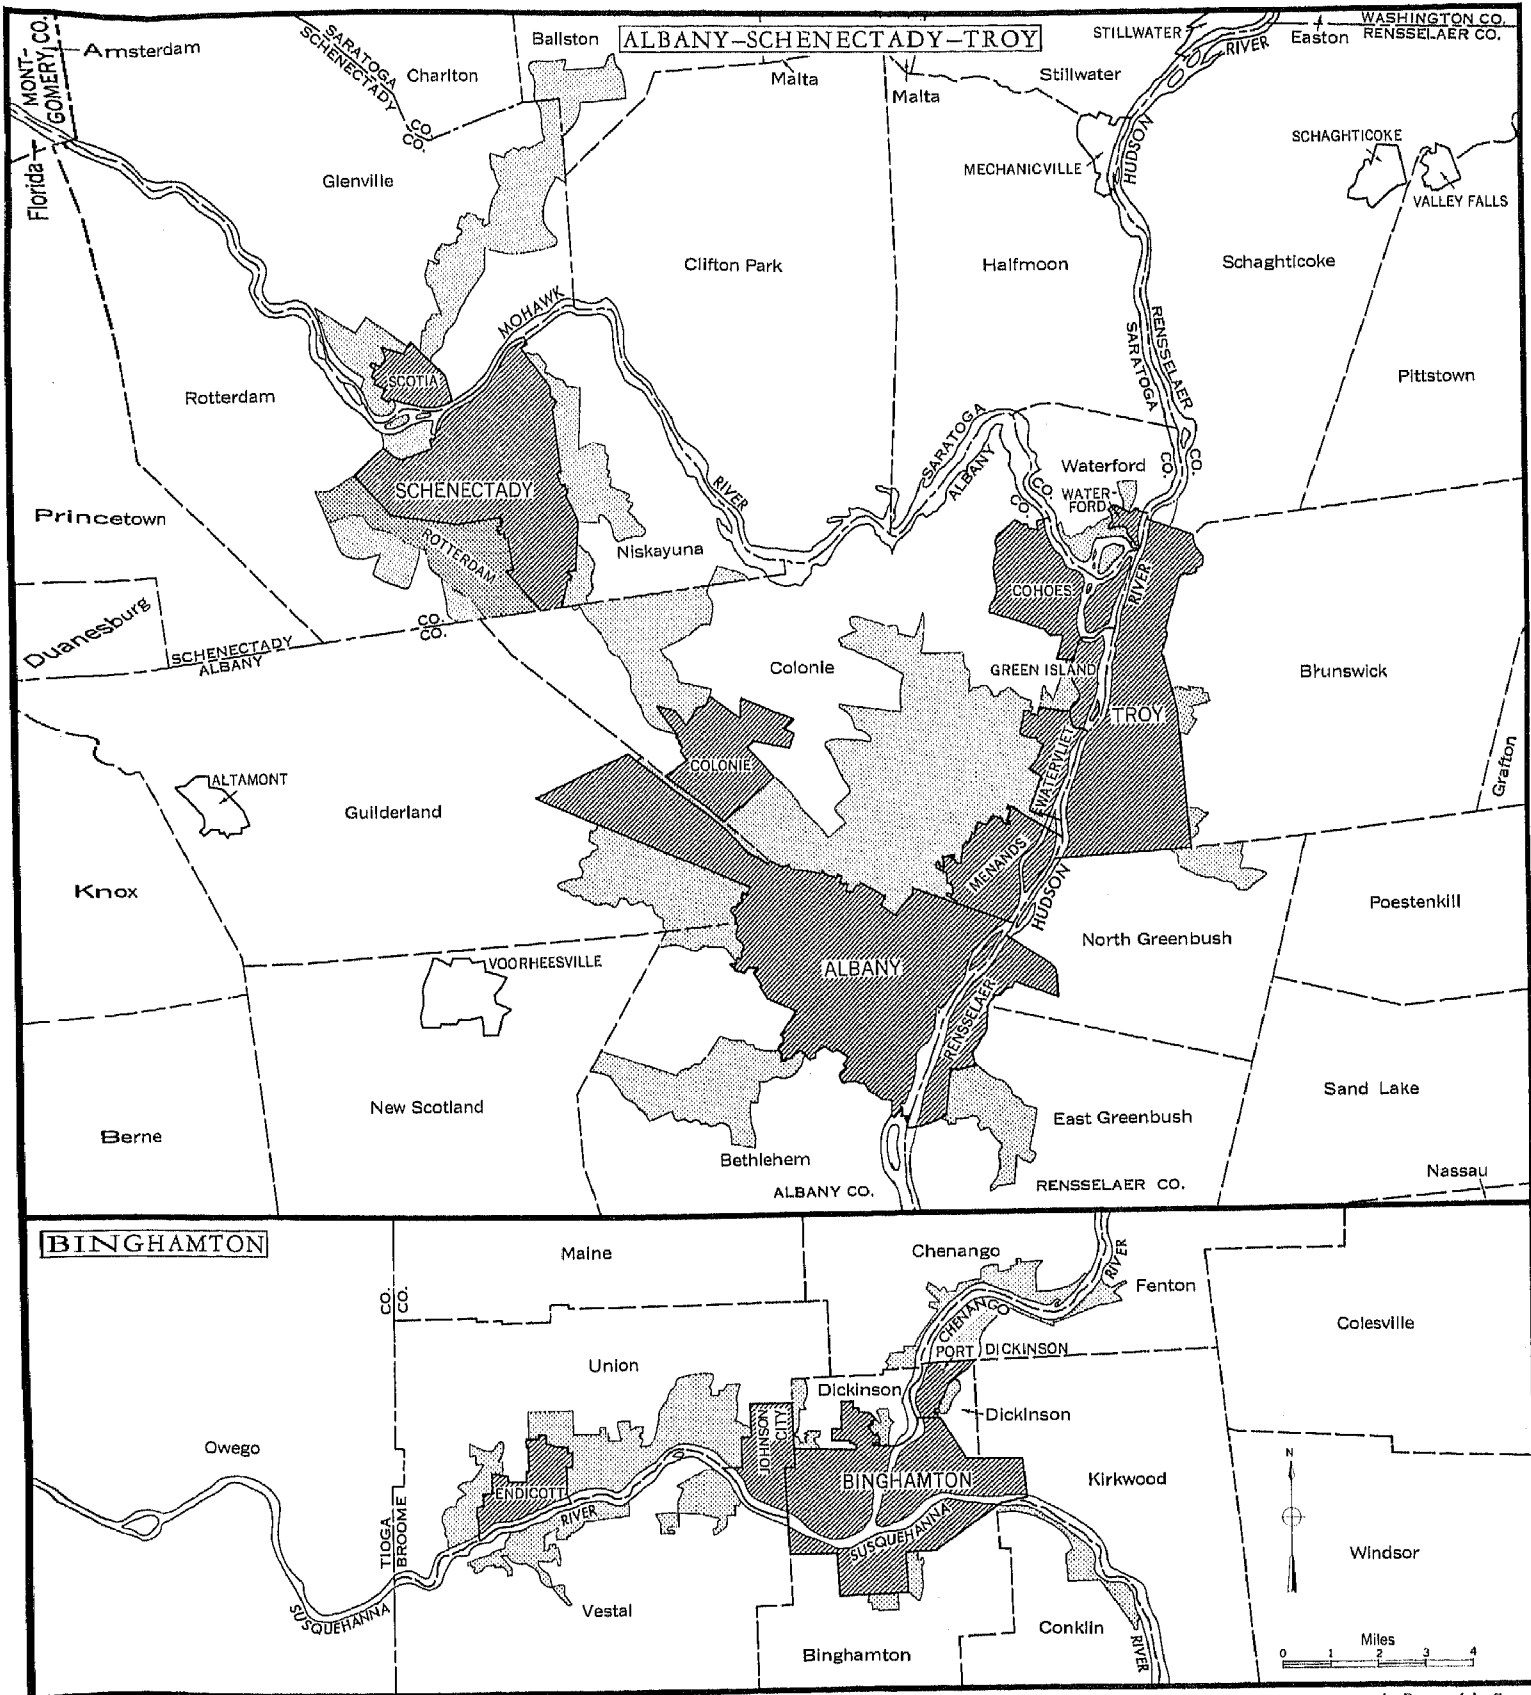 ALBANY–SCHENECTADY–TROY
MONT-
GOMERY CO.
Amsterdam
Florida
SARATOGA CO.
SCHENECTADY CO.
Charlton
Ballston
Malta
Malta
Stillwater
STILLWATER
HUDSON
RIVER
Easton
WASHINGTON CO.
RENSSELAER CO.
MECHANICVILLE
SCHAGHTICOKE
VALLEY FALLS
Glenville
Clifton Park
Halfmoon
Schaghticoke
Pittstown
RENSSELAER CO.
SARATOGA CO.
Rotterdam
SCOTIA
MOHAWK
RIVER
SCHENECTADY
ROTTERDAM
Niskayuna
SARATOGA CO.
ALBANY CO.
Waterford
WATER-
FORD
Princetown
Duanesburg
SCHENECTADY CO.
ALBANY CO.
COHOES
RIVER
Colonie
GREEN ISLAND
TROY
Brunswick
Grafton
COLONIE
WATERVLIET
ALTAMONT
Guilderland
MENANDS
HUDSON
Knox
Poestenkill
North Greenbush
VOORHEESVILLE
ALBANY
RENSSELAER
New Scotland
Berne
Bethlehem
East Greenbush
Sand Lake
Nassau
ALBANY CO.
RENSSELAER CO.
BINGHAMTON
Maine
Chenango
RIVER
Fenton
CO.
CO.
CHENANGO
Colesville
PORT DICKINSON
Union
Dickinson
Dickinson
JOHNSON
CITY
Owego
ENDICOTT
RIVER
BINGHAMTON
Kirkwood
N
TIOGA
BROOME
SUSQUEHANNA
SUSQUEHANNA
Windsor
Vestal
Conklin
RIVER
Binghamton
Miles
0 1 2 3 4